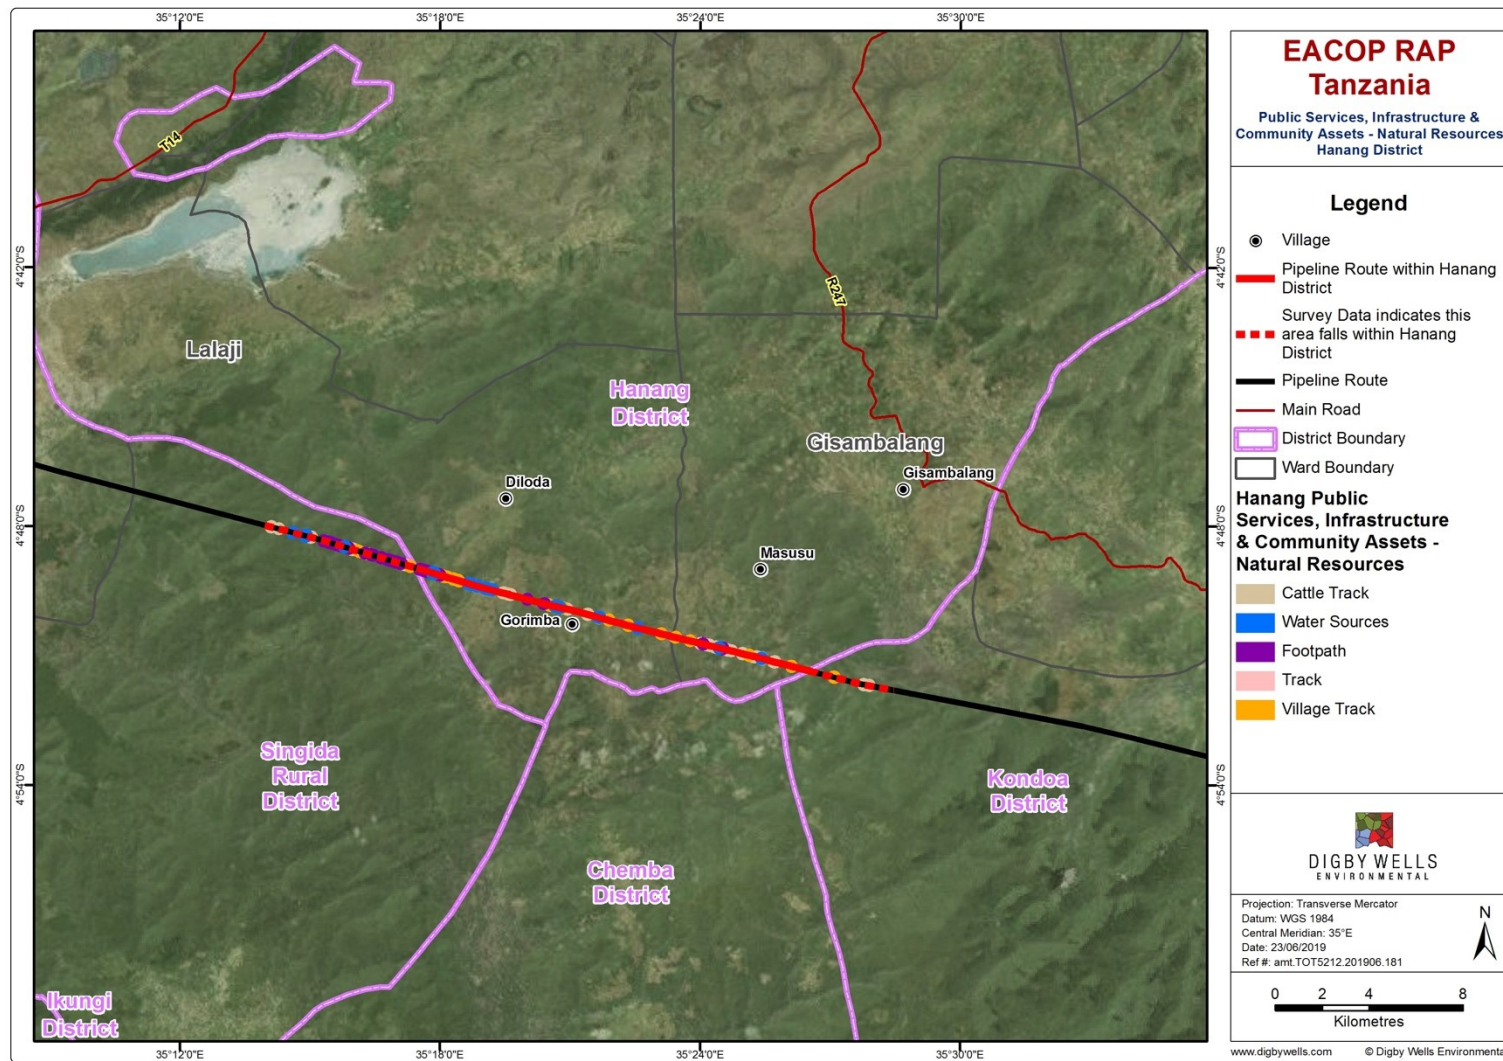 35°12'0"E
35°18'0"E
35°24'0"E
35°30'0"E
4°42'0"S
4°42'0"S
4°48'0"S
4°48'0"S
4°54'0"S
4°54'0"S
35°12'0"E
35°18'0"E
35°24'0"E
35°30'0"E
T14
R247
Lalaji
Hanang
District
Gisambalang
Gisambalang
Diloda
Masusu
Gorimba
Singida
Rural
District
Kondoa
District
Chemba
District
Ikungi
District
EACOP RAP
Tanzania
Public Services, Infrastructure &
Community Assets - Natural Resources
Hanang District
Legend
Village
Pipeline Route within Hanang
District
Survey Data indicates this
area falls within Hanang
District
Pipeline Route
Main Road
District Boundary
Ward Boundary
Hanang Public
Services, Infrastructure
& Community Assets -
Natural Resources
Cattle Track
Water Sources
Footpath
Track
Village Track
DIGBY WELLS
ENVIRONMENTAL
Projection: Transverse Mercator
Datum: WGS 1984
Central Meridian: 35°E
Date: 23/06/2019
Ref #: amt.TOT5212.201906.181
N
0 2 4 8
Kilometres
www.digbywells.com © Digby Wells Environmenta